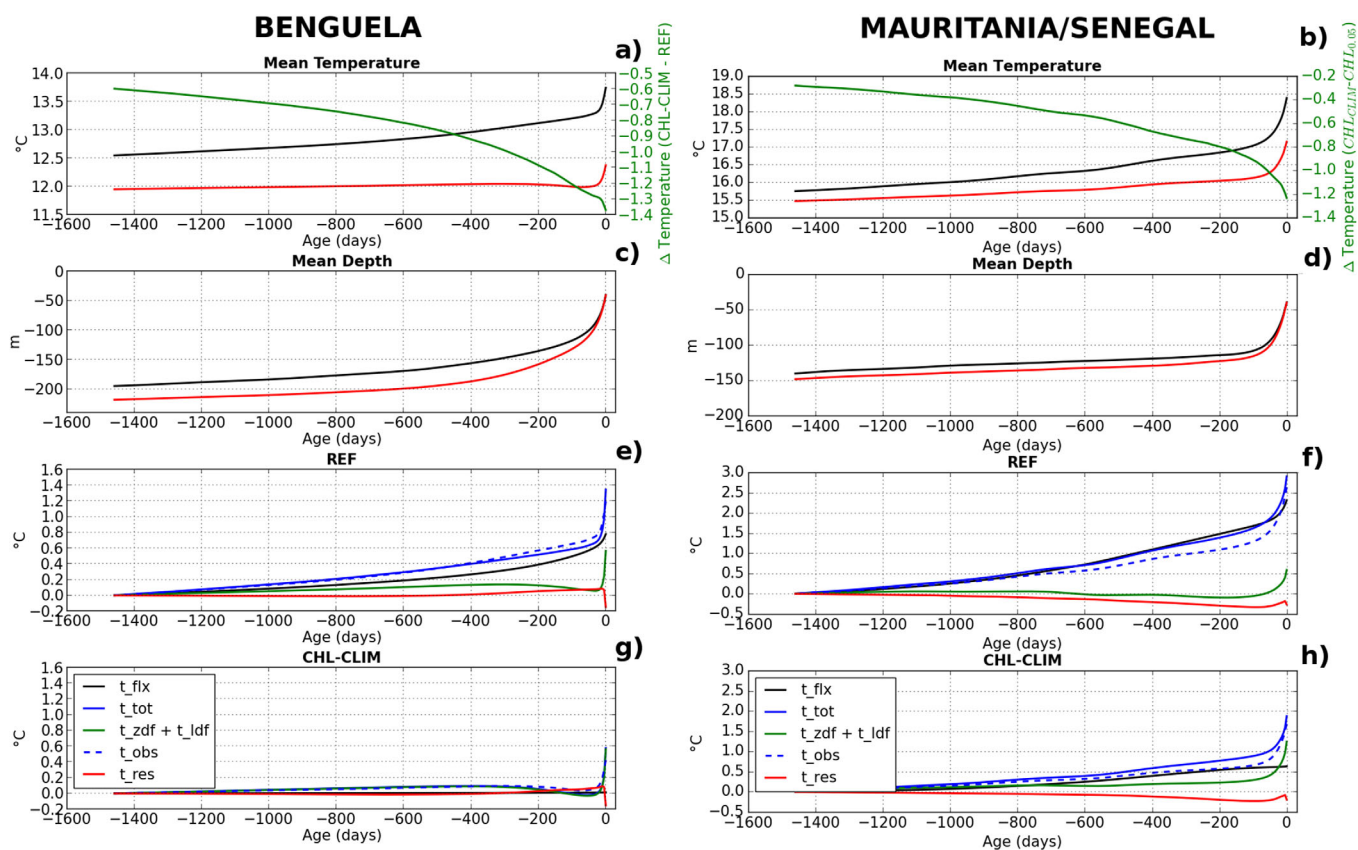 BENGUELA
MAURITANIA/SENEGAL
a)
Mean Temperature
14.0
13.5
13.0
12.5
12.0
11.5
°C
−0.5
−0.6
−0.7
−0.8
−0.9
−1.0
−1.1
−1.2
−1.3
−1.4
Δ Temperature (CHL-CLIM - REF)
−1600 −1400 −1200 −1000 −800 −600 −400 −200 0
Age (days)
b)
Mean Temperature
19.0
18.5
18.0
17.5
17.0
16.5
16.0
15.5
15.0
°C
−0.2
−0.4
−0.6
−0.8
−1.0
−1.2
−1.4
Δ Temperature (CHL_CLIM-CHL_0.05)
−1600 −1400 −1200 −1000 −800 −600 −400 −200 0
Age (days)
c)
Mean Depth
0
−50
−100
−150
−200
m
−1600 −1400 −1200 −1000 −800 −600 −400 −200 0
Age (days)
d)
Mean Depth
0
−50
−100
−150
−200
m
−1600 −1400 −1200 −1000 −800 −600 −400 −200 0
Age (days)
e)
REF
1.6
1.4
1.2
1.0
0.8
0.6
0.4
0.2
0.0
−0.2
°C
−1600 −1400 −1200 −1000 −800 −600 −400 −200 0
Age (days)
f)
REF
3.0
2.5
2.0
1.5
1.0
0.5
0.0
−0.5
°C
−1600 −1400 −1200 −1000 −800 −600 −400 −200 0
Age (days)
g)
CHL-CLIM
1.6
1.4
1.2
1.0
0.8
0.6
0.4
0.2
0.0
−0.2
°C
t_flx
t_tot
t_zdf + t_ldf
t_obs
t_res
−1600 −1400 −1200 −1000 −800 −600 −400 −200 0
Age (days)
h)
CHL-CLIM
3.0
2.5
2.0
1.5
1.0
0.5
0.0
−0.5
°C
t_flx
t_tot
t_zdf + t_ldf
t_obs
t_res
−1600 −1400 −1200 −1000 −800 −600 −400 −200 0
Age (days)